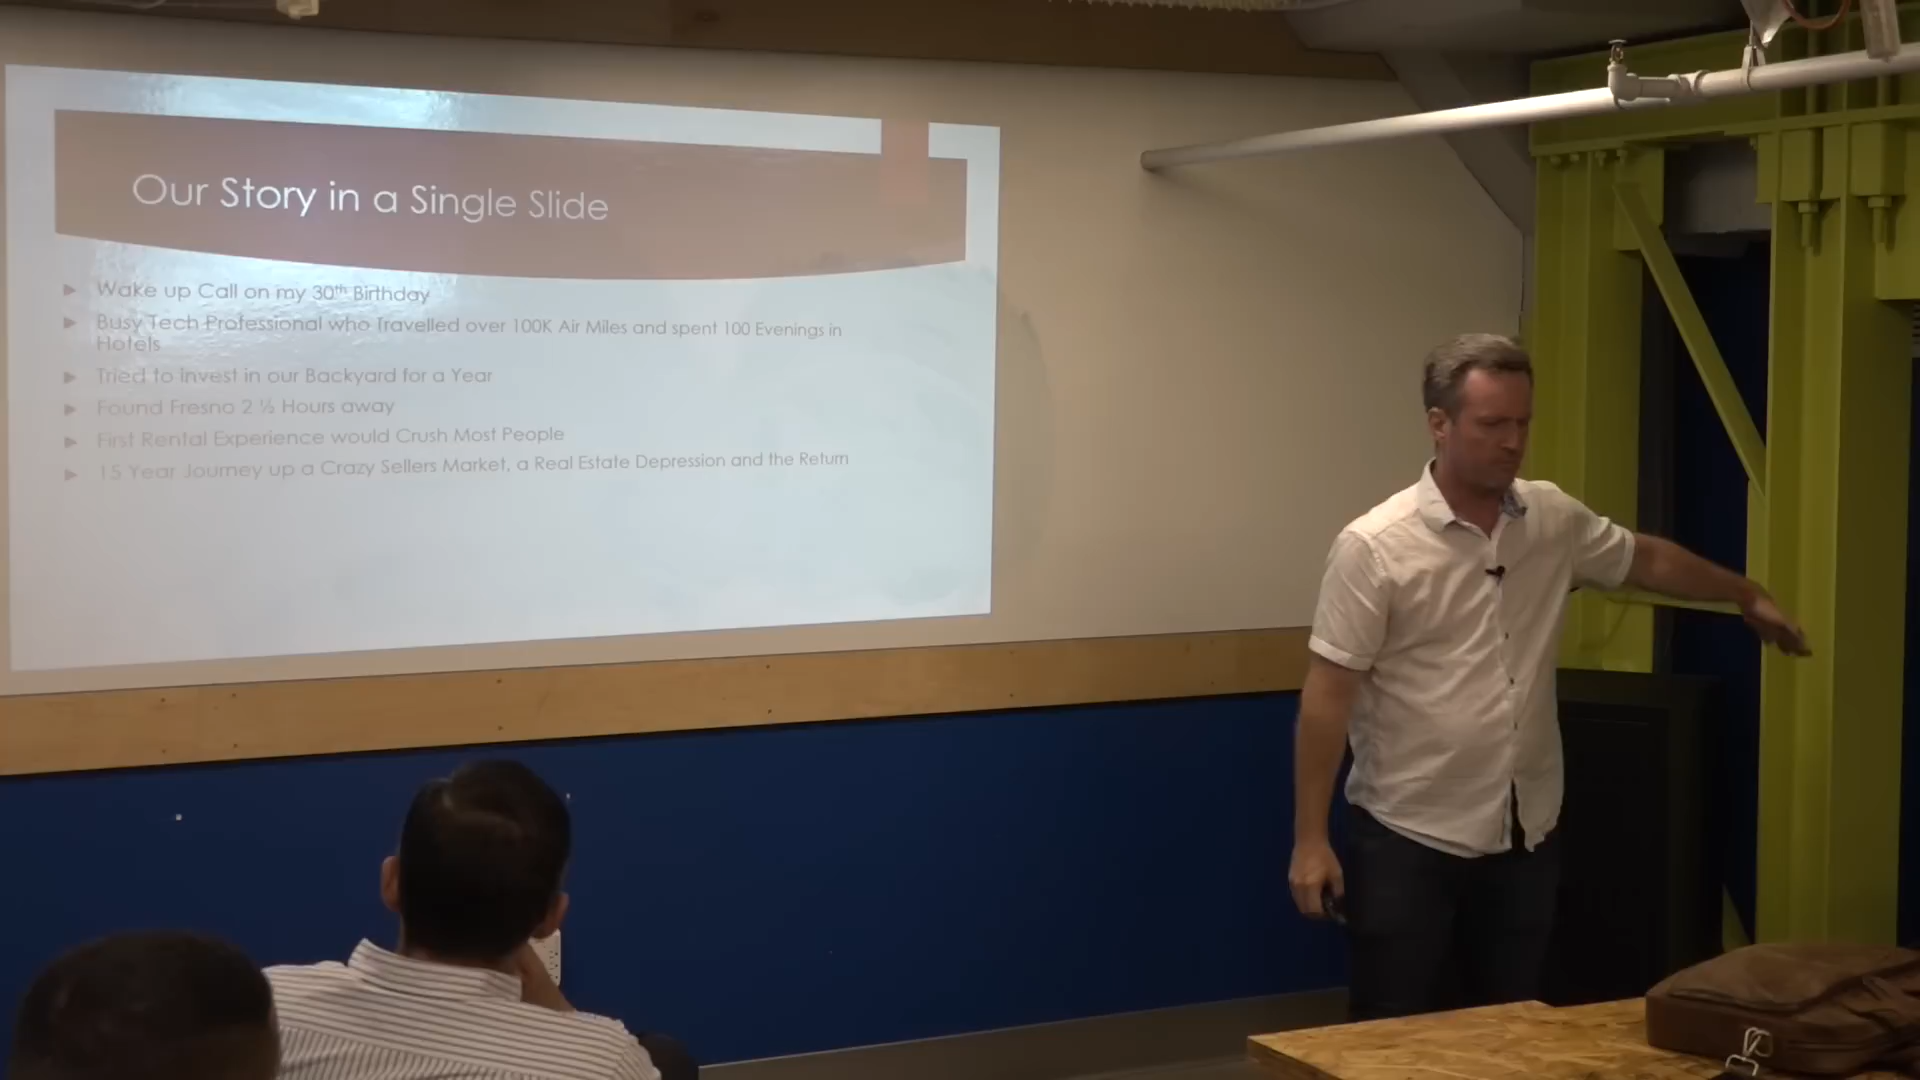 Our Story in a Single Slide
Wake up Call on my 30th Birthday
Busy Tech Professional who Travelled over 100K Air Miles and spent 100 Evenings in
Hotels
Tried to Invest in our Backyard for a Year
Found Fresno 2 ½ Hours away
First Rental Experience would Crush Most People
15 Year Journey up a Crazy Sellers Market, a Real Estate Depression and the Return